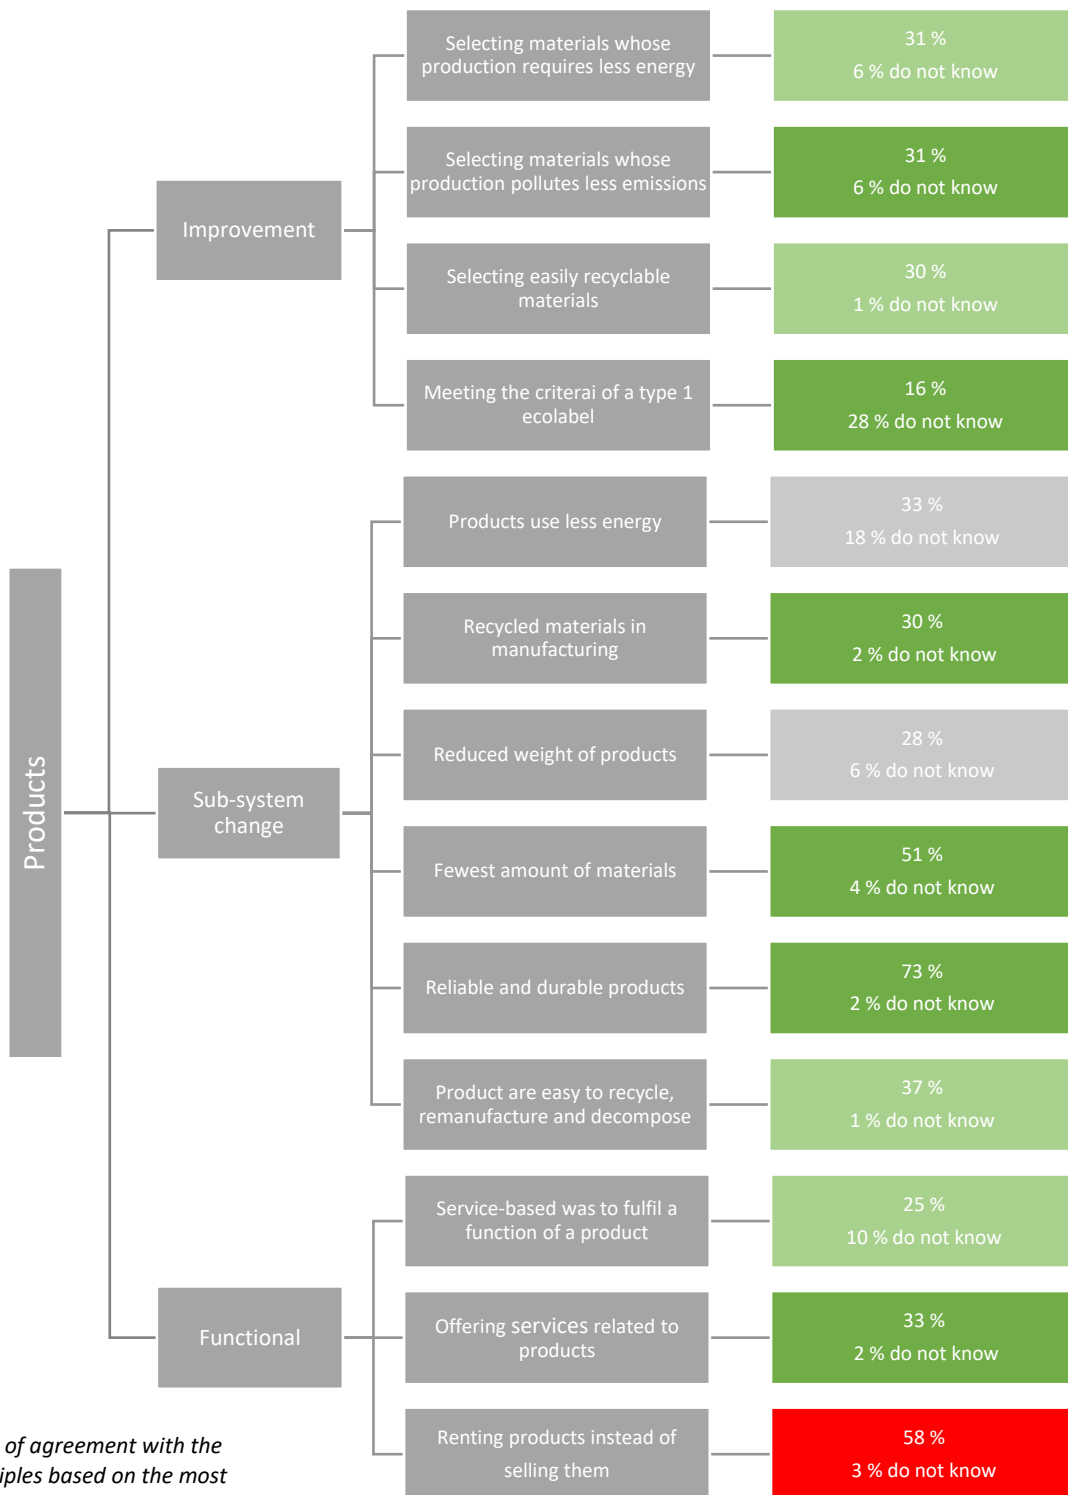 Products
Improvement
Selecting materials whose
production requires less energy
31 %
6 % do not know
Selecting materials whose
production pollutes less emissions
31 %
6 % do not know
Selecting easily recyclable
materials
30 %
1 % do not know
Meeting the criterai of a type 1
ecolabel
16 %
28 % do not know
Sub-system
change
Products use less energy
33 %
18 % do not know
Recycled materials in
manufacturing
30 %
2 % do not know
Reduced weight of products
28 %
6 % do not know
Fewest amount of materials
51 %
4 % do not know
Reliable and durable products
73 %
2 % do not know
Product are easy to recycle,
remanufacture and decompose
37 %
1 % do not know
Functional
Service-based was to fulfil a
function of a product
25 %
10 % do not know
Offering services related to
products
33 %
2 % do not know
Renting products instead of
selling them
58 %
3 % do not know
of agreement with the
iples based on the most